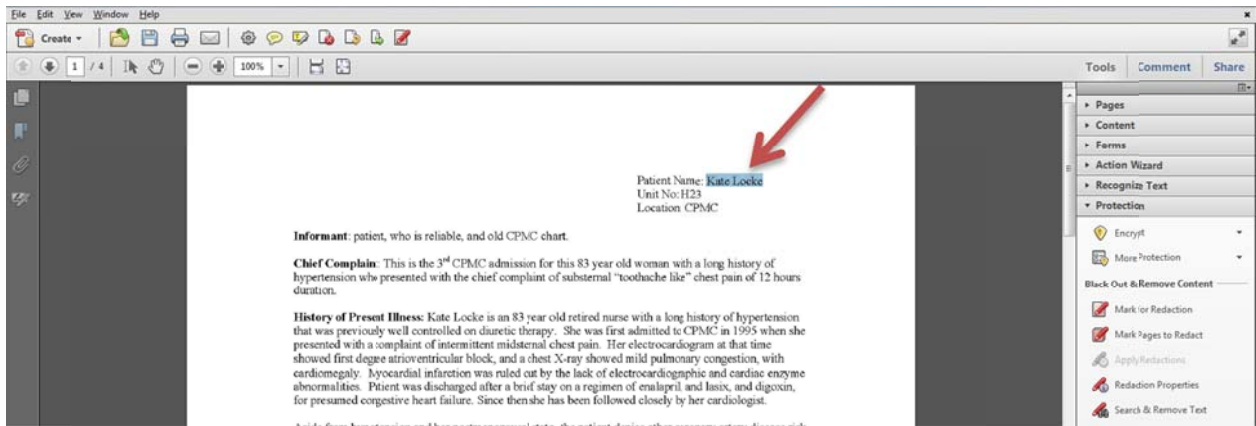 File Edit View Window Help
Create
1 / 4 100% Tools Comment Share
Pages
Content
Forms
Action Wizard
Recognize Text
Protection
Encrypt
More Protection
Black Out & Remove Content
Mark for Redaction
Mark Pages to Redact
Apply Redactions
Redaction Properties
Search & Remove Text
Patient Name: Kate Locke
Unit No: H23
Location: CPMC
Informant: patient, who is reliable, and old CPMC chart.
Chief Complain: This is the 3rd CPMC admission for this 83 year old woman with a long history of
hypertension who presented with the chief complaint of substernal “toothache like” chest pain of 12 hours
duration.
History of Present Illness: Kate Locke is an 83 year old retired nurse with a long history of hypertension
that was previously well controlled on diuretic therapy. She was first admitted to CPMC in 1995 when she
presented with a complaint of intermittent midsternal chest pain. Her electrocardiogram at that time
showed first degree atrioventricular block, and a chest X-ray showed mild pulmonary congestion, with
cardiomegaly. Myocardial infarction was ruled out by the lack of electrocardiographic and cardiac enzyme
abnormalities. Patient was discharged after a brief stay on a regimen of enalapril, and lasix, and digoxin,
for presumed congestive heart failure. Since then she has been followed closely by her cardiologist.